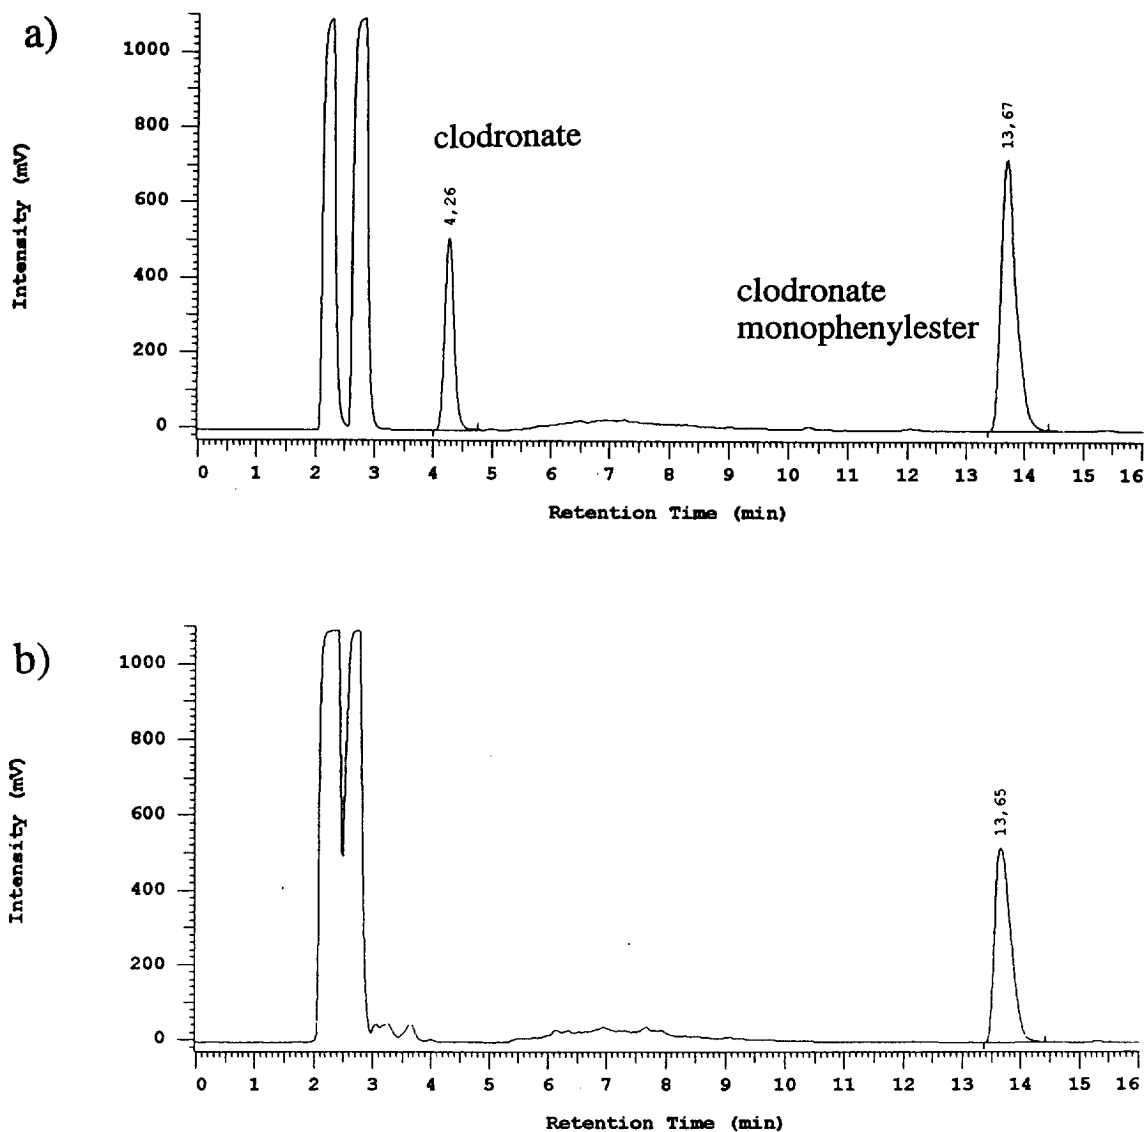 a)
Intensity (mV)
1000
800
600
400
200
0
clodronate
4,26
clodronate
monophenylester
13,67
0 1 2 3 4 5 6 7 8 9 10 11 12 13 14 15 16
Retention Time (min)
b)
Intensity (mV)
1000
800
600
400
200
0
13,65
0 1 2 3 4 5 6 7 8 9 10 11 12 13 14 15 16
Retention Time (min)